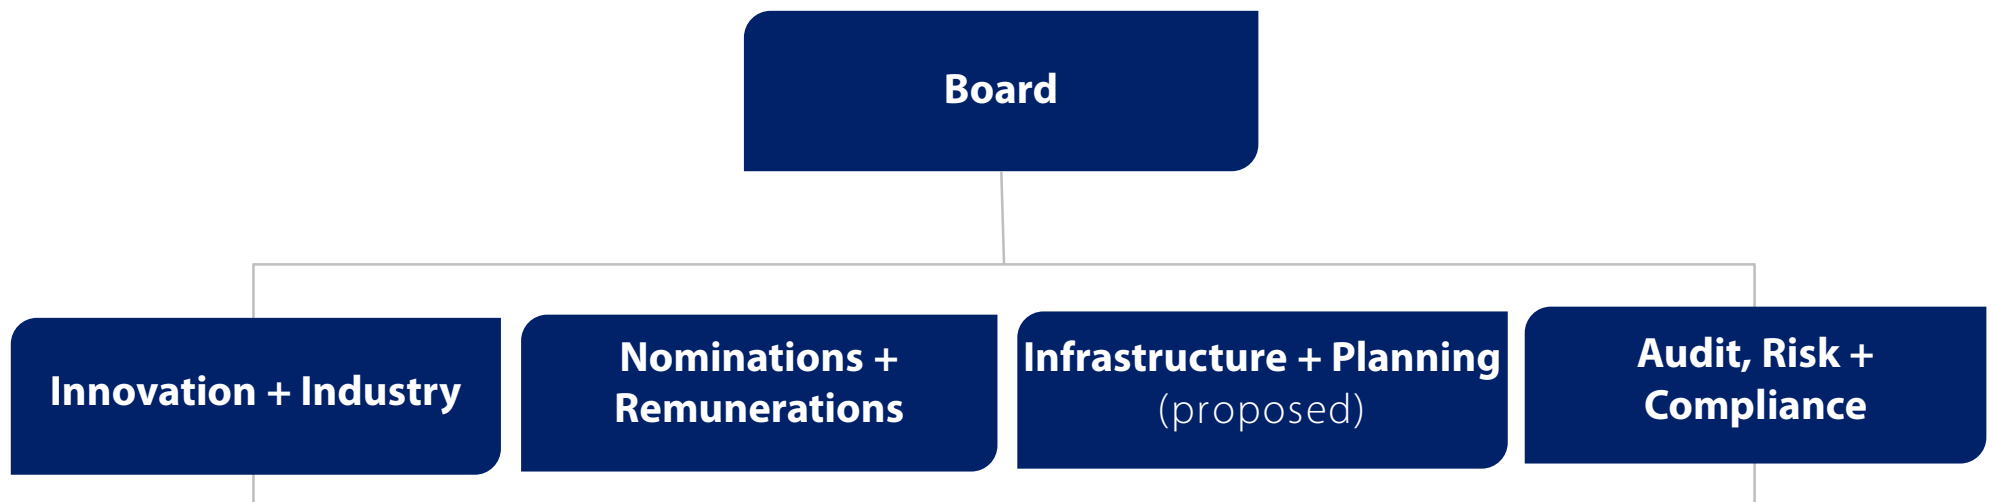 Board
Innovation + Industry
Nominations +
Remunerations
Infrastructure + Planning
(proposed)
Audit, Risk +
Compliance